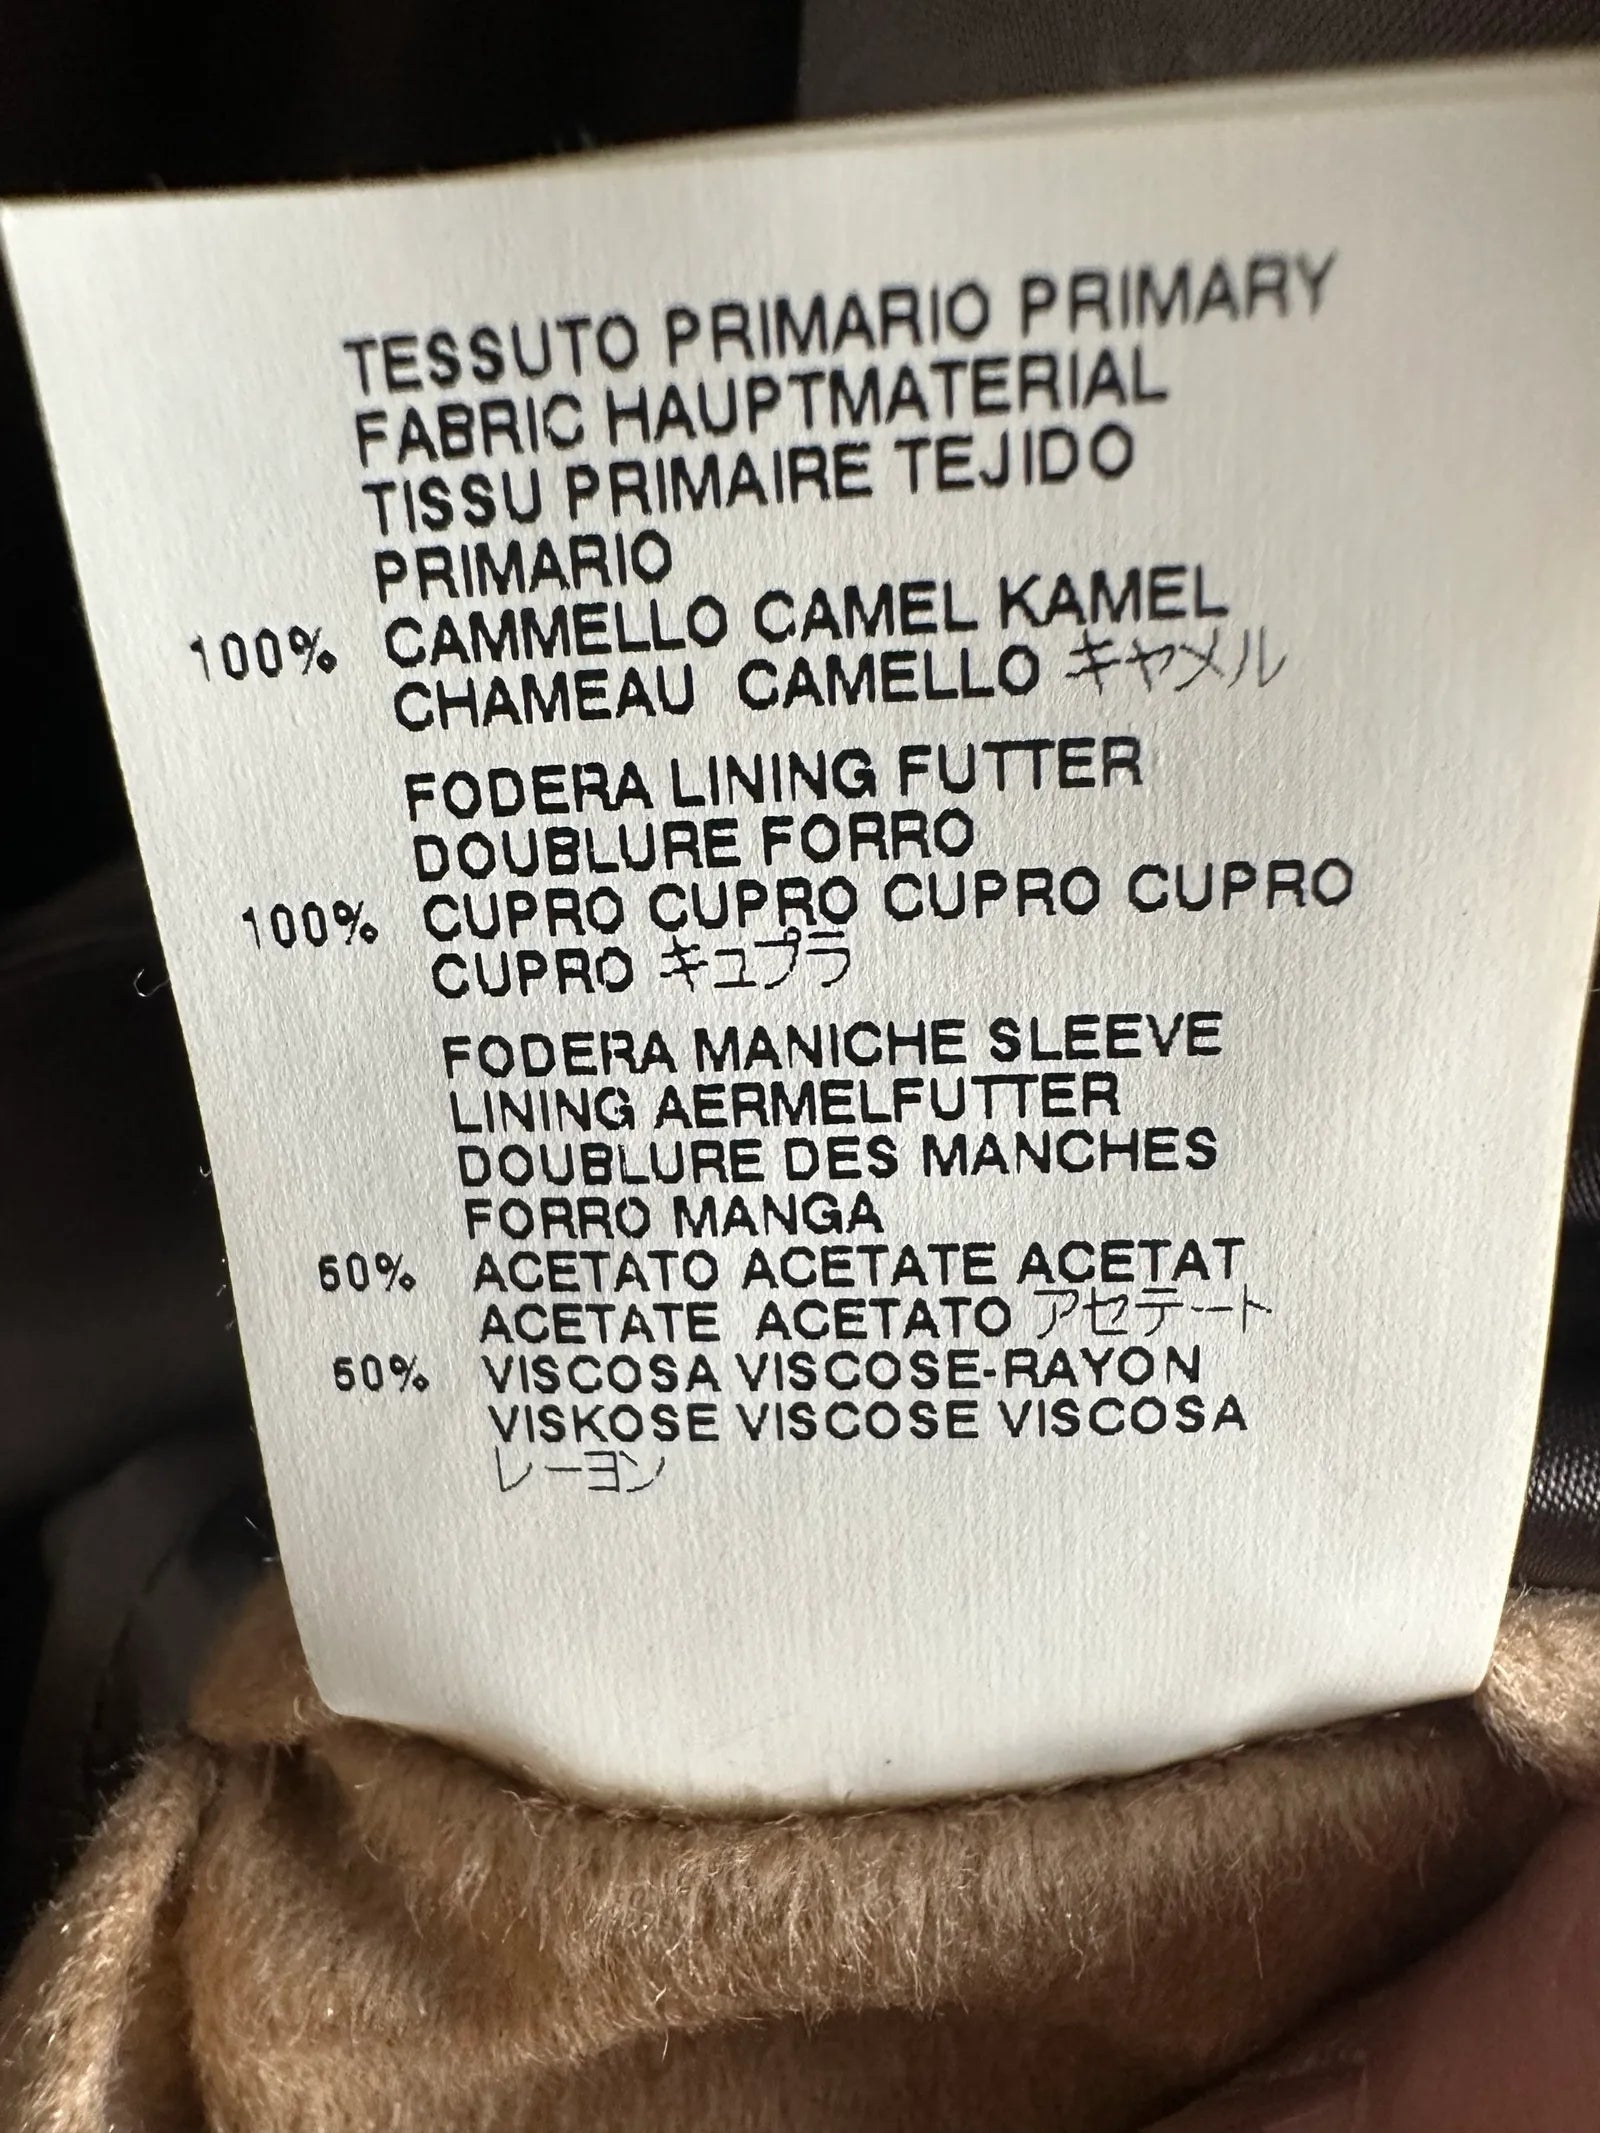 TESSUTO PRIMARIO PRIMARY
FABRIC HAUPTMATERIAL
TISSU PRIMAIRE TEJIDO
PRIMARIO
100% CAMMELLO CAMEL KAMEL
CHAMEAU CAMELLO キャメル
FODERA LINING FUTTER
DOUBLURE FORRO
100% CUPRO CUPRO CUPRO CUPRO
CUPRO キュプラ
FODERA MANICHE SLEEVE
LINING AERMELFUTTER
DOUBLURE DES MANCHES
FORRO MANGA
50% ACETATO ACETATE ACETAT
ACETATE ACETATO アセテート
50% VISCOSA VISCOSE-RAYON
VISKOSE VISCOSE VISCOSA
レーヨン